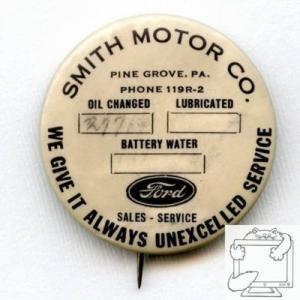 SMITH MOTOR CO.
PINE GROVE, PA.
PHONE 119R-2
OIL CHANGED LUBRICATED
BATTERY WATER
Ford
SALES - SERVICE
WE GIVE IT ALWAYS UNEXCELLED SERVICE